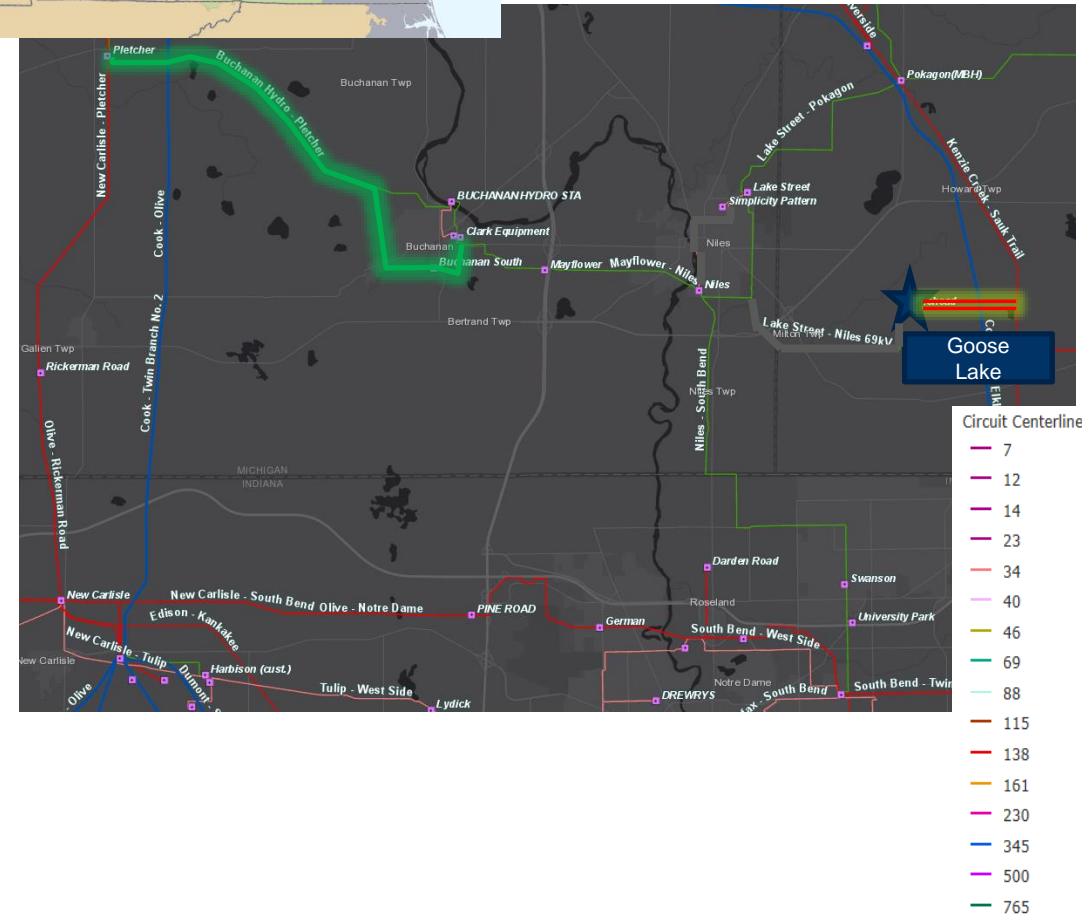 Pletcher
Buchanan Hydro - Pletcher
Buchanan Twp
New Carlisle - Pletcher
Cook - Olive
BUCHANAN HYDRO STA
Clark Equipment
Buchanan
Buchanan South
Mayflower
Mayflower - Niles
Niles
Bertrand Twp
Lake Street - Pokagon
Pokagon(MBH)
Lake Street
Simplicity Pattern
Niles
Howard Twp
Kenzie Creek - Sauk Trail
Lake Street - Niles 69kV
Milton Twp
Goose
Lake
Galien Twp
Rickerman Road
Cook - Twin Branch No. 2
Niles - South Bend
Niles Twp
Olive - Rickerman Road
MICHIGAN
INDIANA
New Carlisle
New Carlisle - South Bend
Olive - Notre Dame
PINE ROAD
Edison - Kankakee
New Carlisle - Tulip
New Carlisle
Harbison (cust.)
Tulip - West Side
Lydick
- Olive
German
Darden Road
Roseland
Swanson
University Park
South Bend - West Side
Notre Dame
DREWRYS
- South Bend
South Bend - Twin
Circuit Centerline
7
12
14
23
34
40
46
69
88
115
138
161
230
345
500
765